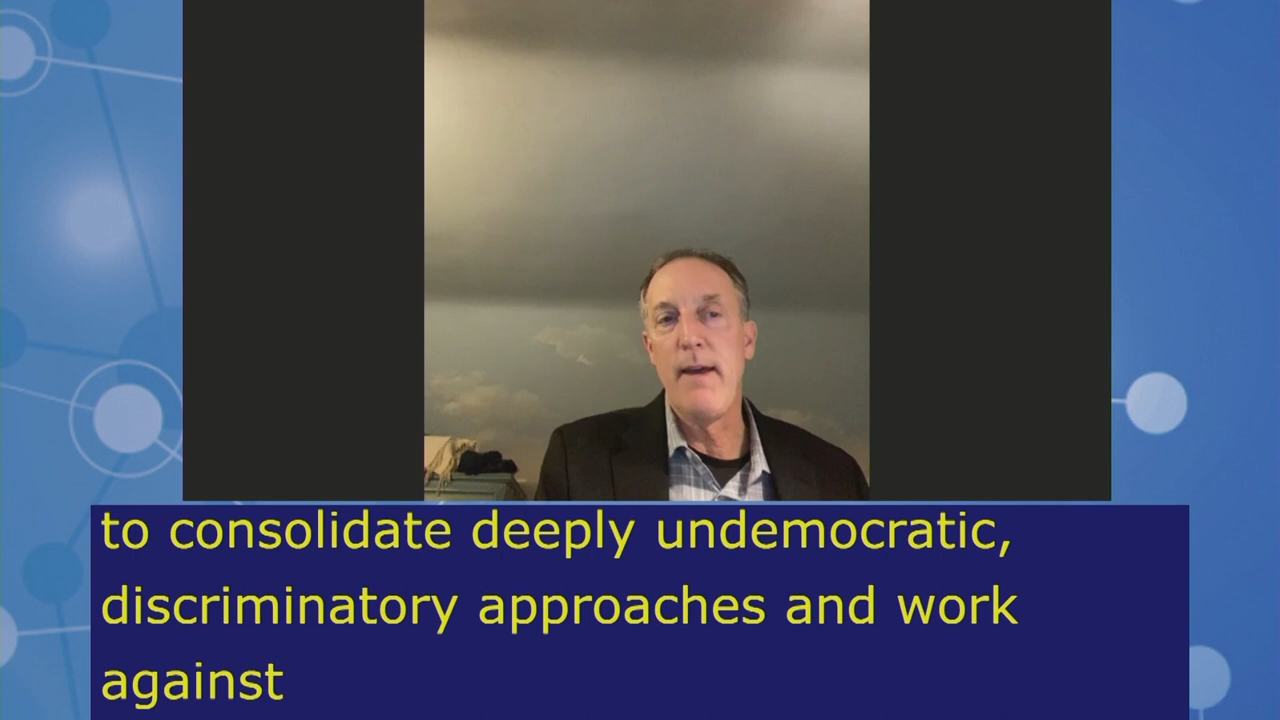 to consolidate deeply undemocratic,
discriminatory approaches and work
against